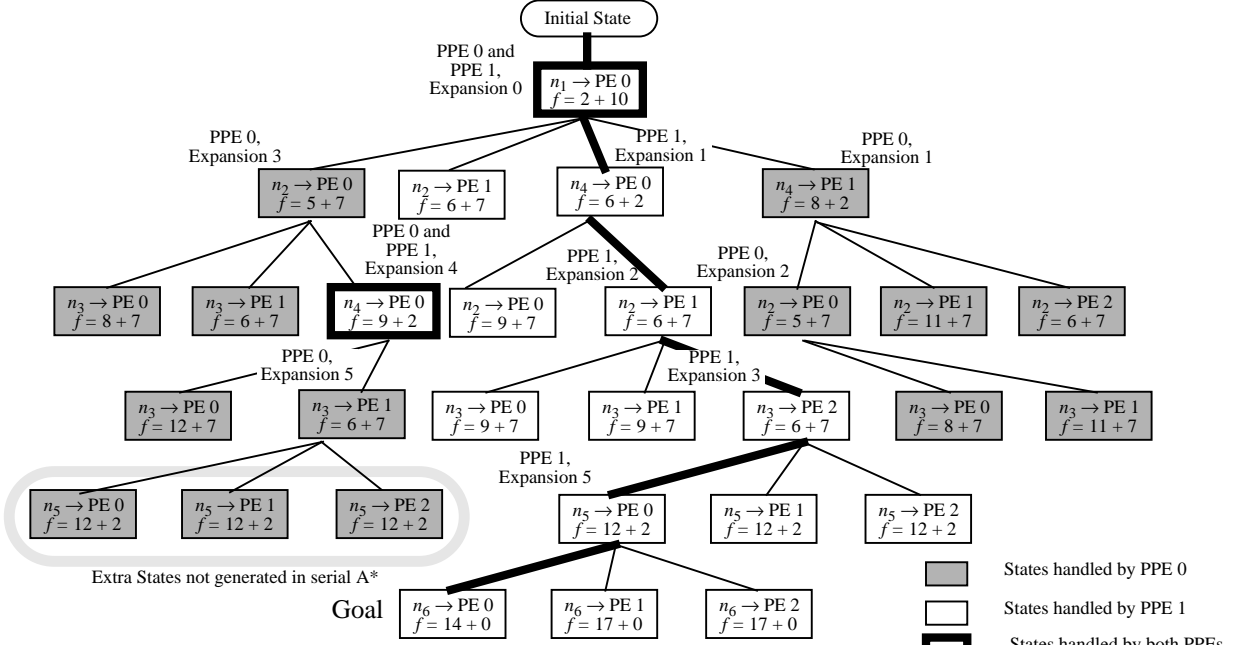 Initial State
PPE 0 and
PPE 1,
Expansion 0
n1 → PE 0
f = 2 + 10
PPE 0,
Expansion 3
PPE 1,
Expansion 1
PPE 0,
Expansion 1
n2 → PE 0
f = 5 + 7
n2 → PE 1
f = 6 + 7
n4 → PE 0
f = 6 + 2
n4 → PE 1
f = 8 + 2
PPE 0 and
PPE 1,
Expansion 4
PPE 1,
Expansion 2
PPE 0,
Expansion 2
n3 → PE 0
f = 8 + 7
n3 → PE 1
f = 6 + 7
n4 → PE 0
f = 9 + 2
n2 → PE 0
f = 9 + 7
n2 → PE 1
f = 6 + 7
n2 → PE 0
f = 5 + 7
n2 → PE 1
f = 11 + 7
n2 → PE 2
f = 6 + 7
PPE 0,
Expansion 5
PPE 1,
Expansion 3
n3 → PE 0
f = 12 + 7
n3 → PE 1
f = 6 + 7
n3 → PE 0
f = 9 + 7
n3 → PE 1
f = 9 + 7
n3 → PE 2
f = 6 + 7
n3 → PE 0
f = 8 + 7
n3 → PE 1
f = 11 + 7
PPE 1,
Expansion 5
n5 → PE 0
f = 12 + 2
n5 → PE 1
f = 12 + 2
n5 → PE 2
f = 12 + 2
n5 → PE 0
f = 12 + 2
n5 → PE 1
f = 12 + 2
n5 → PE 2
f = 12 + 2
Extra States not generated in serial A*
Goal
n6 → PE 0
f = 14 + 0
n6 → PE 1
f = 17 + 0
n6 → PE 2
f = 17 + 0
States handled by PPE 0
States handled by PPE 1
States handled by both PPEs